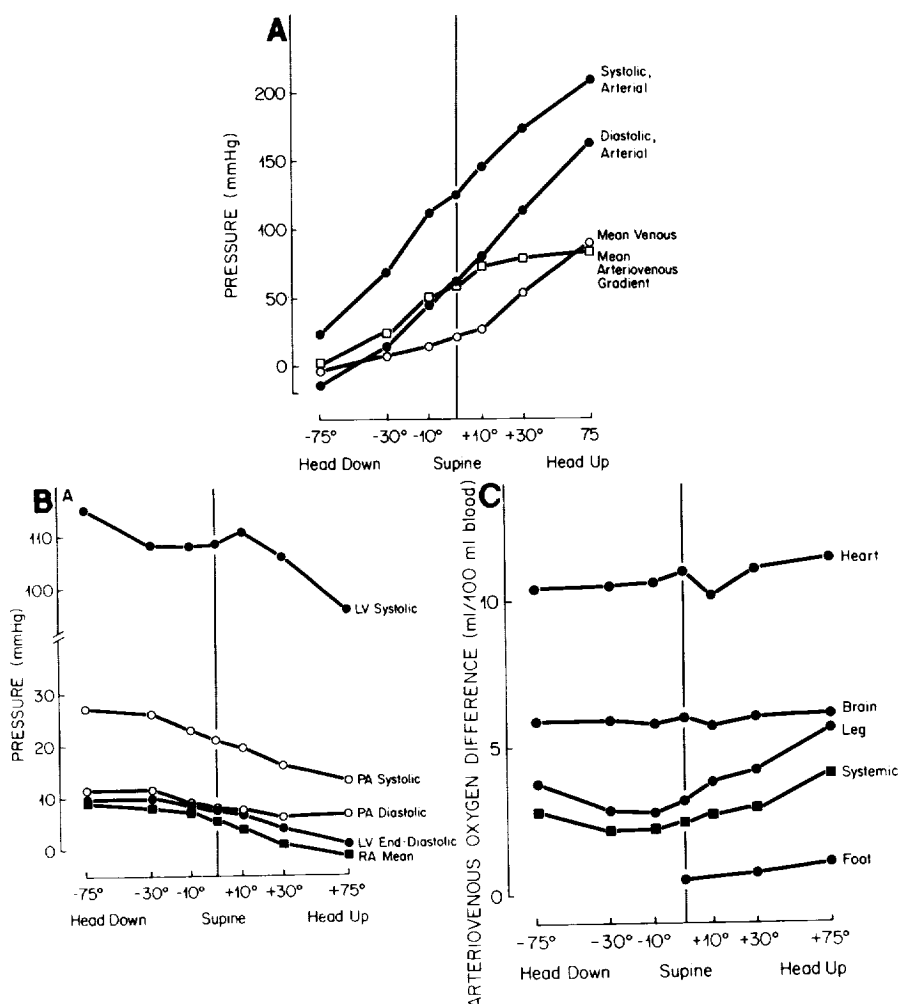 A
PRESSURE (mmHg)
200
150
100
50
0
Systolic,
Arterial
Diastolic,
Arterial
Mean Venous
Mean
Arteriovenous
Gradient
-75° -30° -10° +10° +30° 75
Head Down Supine Head Up
B A
PRESSURE (mmHg)
110
100
30
20
10
0
LV Systolic
PA Systolic
PA Diastolic
LV End-Diastolic
RA Mean
-75° -30° -10° +10° +30° +75°
Head Down Supine Head Up
C
ARTERIOVENOUS OXYGEN DIFFERENCE (ml/100 ml blood)
10
5
0
Heart
Brain
Leg
Systemic
Foot
-75° -30° -10° +10° +30° +75°
Head Down Supine Head Up